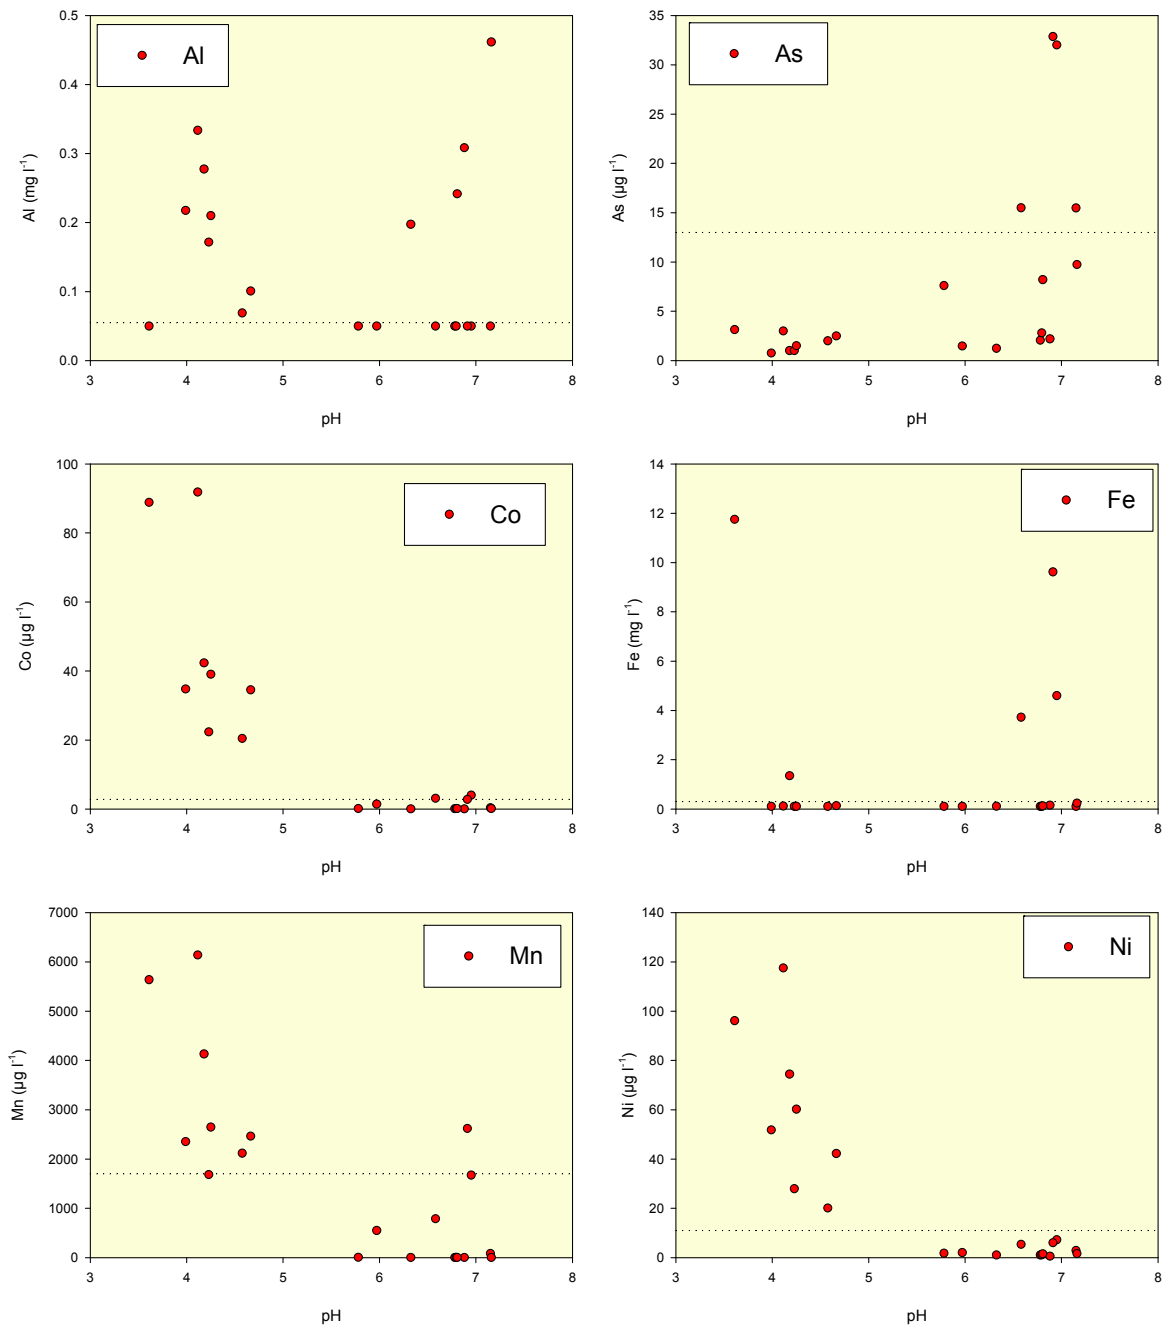 Al
Al (mg l-1)
0.5
0.4
0.3
0.2
0.1
0.0
3 4 5 6 7 8
pH
As
As (µg l-1)
35
30
25
20
15
10
5
0
3 4 5 6 7 8
pH
Co
Co (µg l-1)
100
80
60
40
20
0
3 4 5 6 7 8
pH
Fe
Fe (mg l-1)
14
12
10
8
6
4
2
0
3 4 5 6 7 8
pH
Mn
Mn (µg l-1)
7000
6000
5000
4000
3000
2000
1000
0
3 4 5 6 7 8
pH
Ni
Ni (µg l-1)
140
120
100
80
60
40
20
0
3 4 5 6 7 8
pH